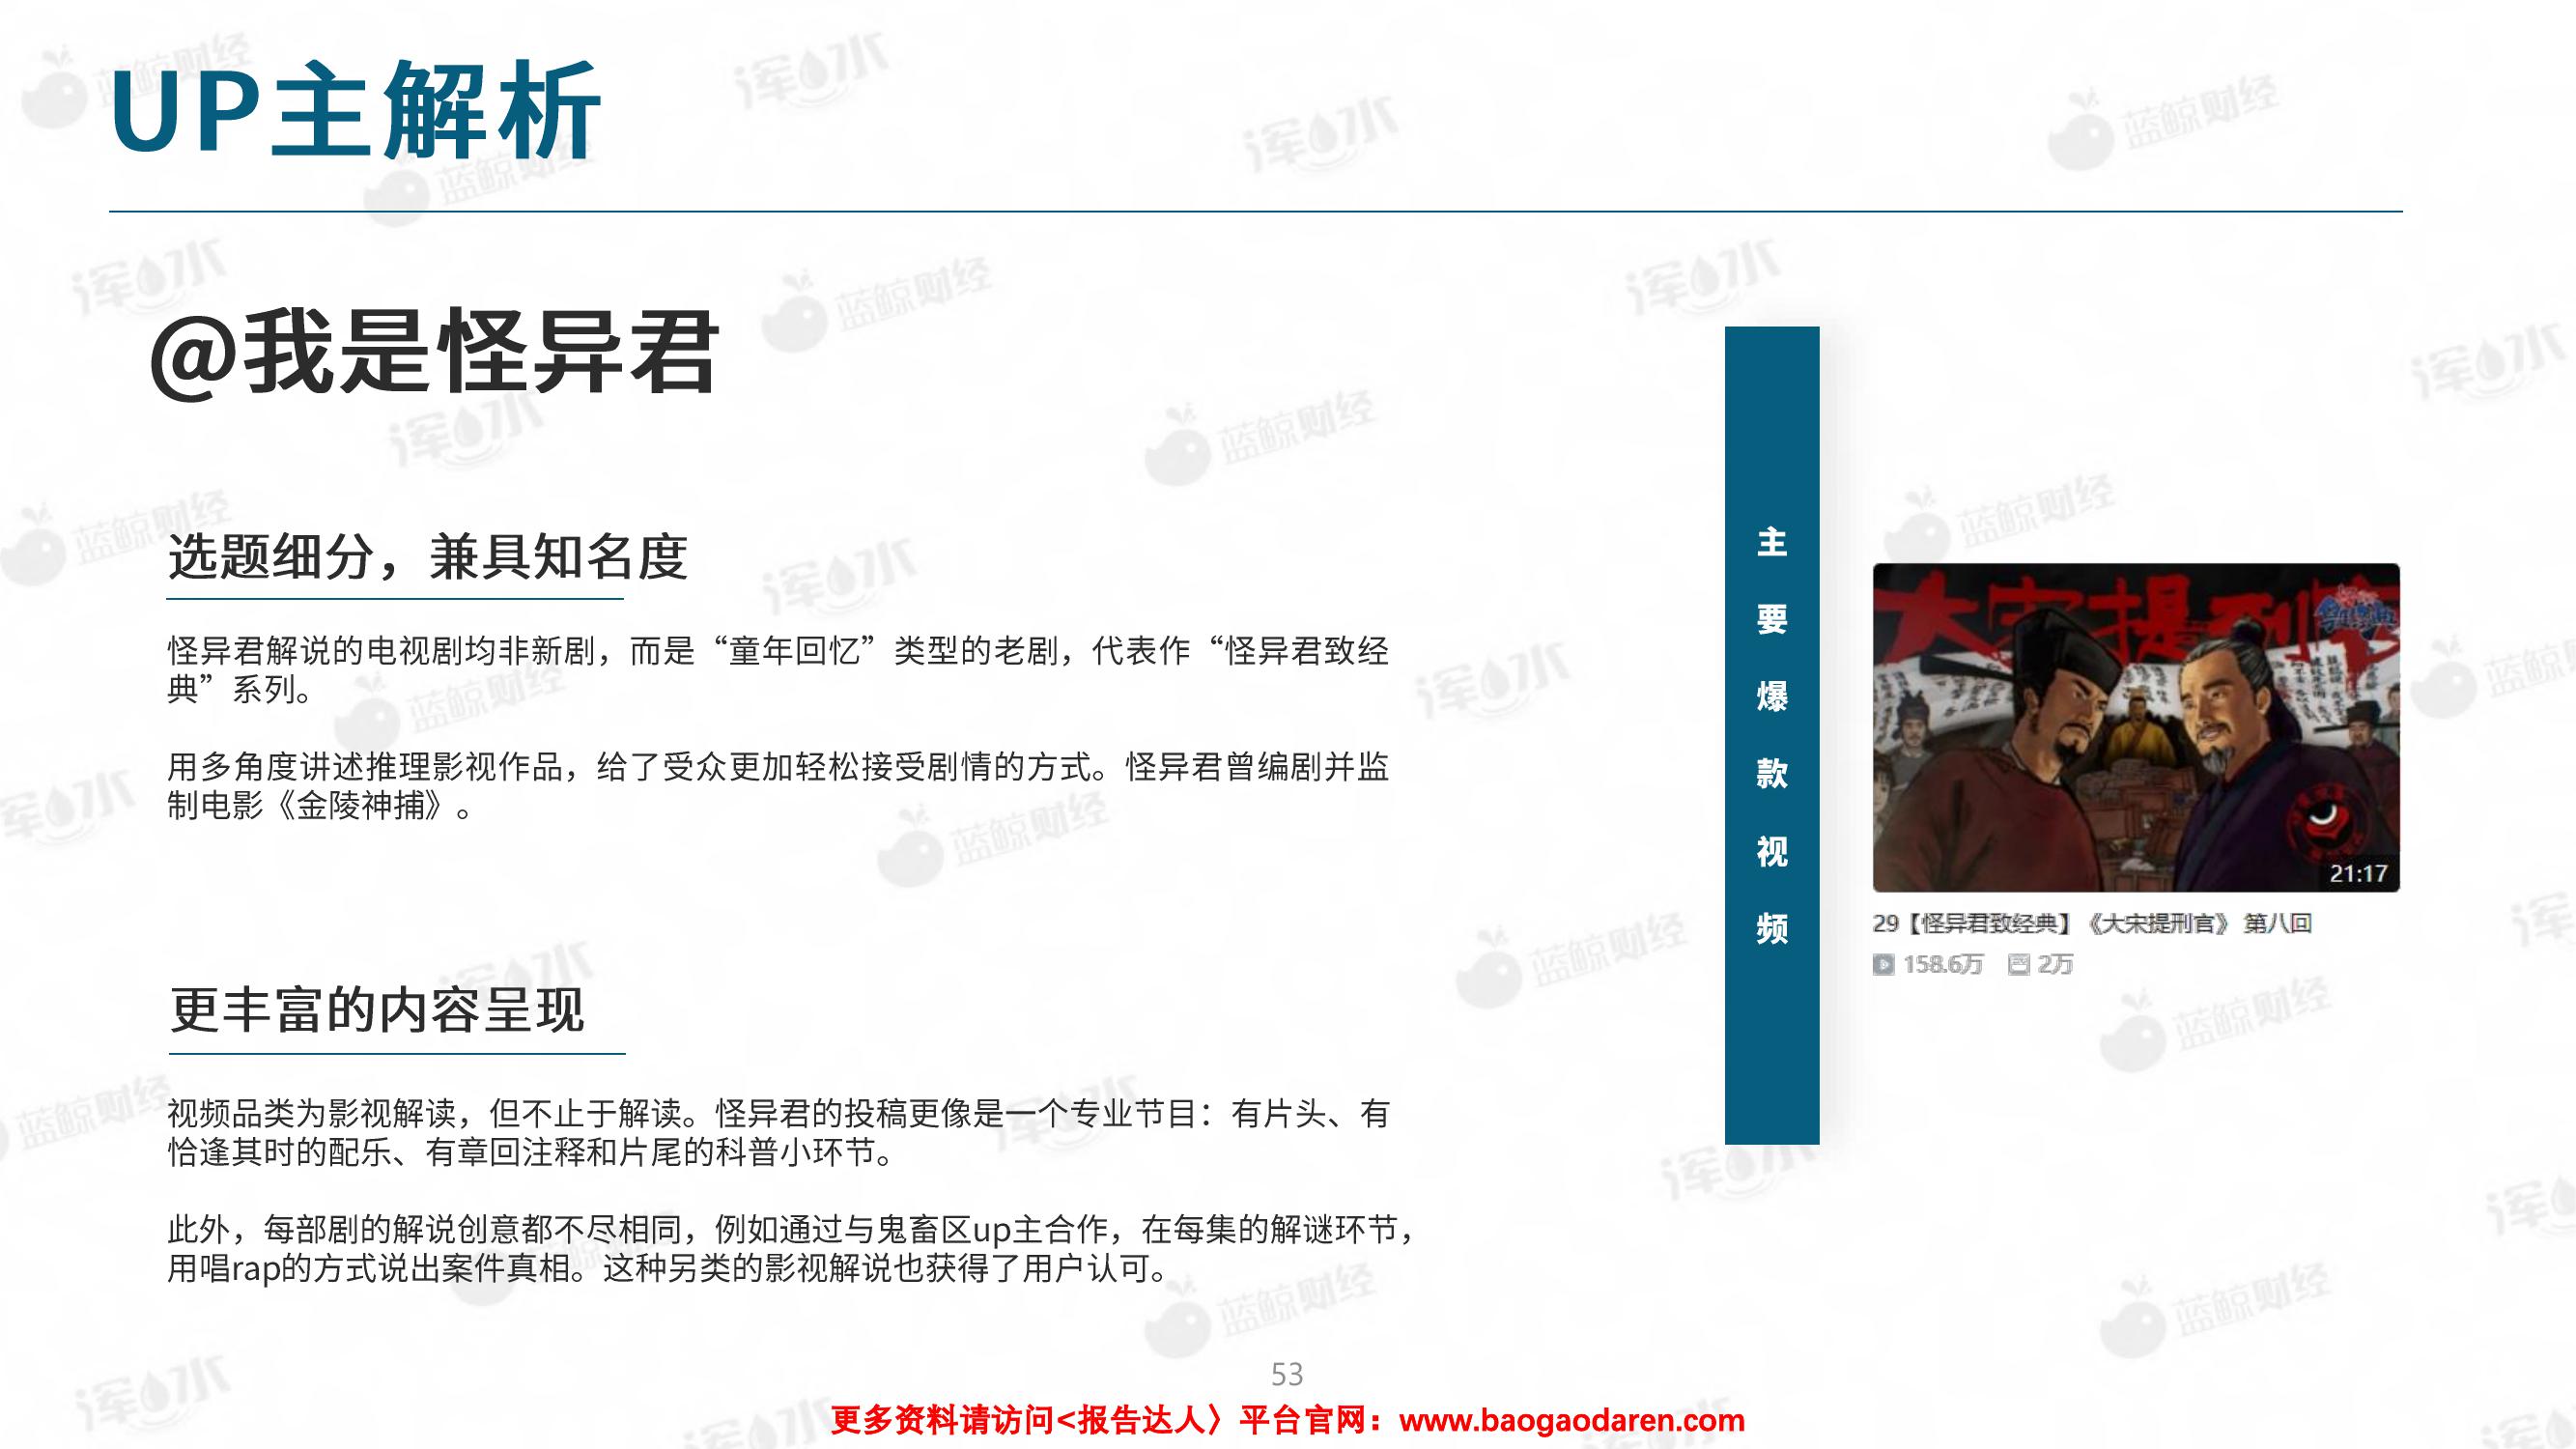 UP主解析
@我是怪异君
选题细分，兼具知名度
怪异君解说的电视剧均非新剧，而是“童年回忆”类型的老剧，代表作“怪异君致经
典”系列。
用多角度讲述推理影视作品，给了受众更加轻松接受剧情的方式。怪异君曾编剧并监
制电影《金陵神捕》。
更丰富的内容呈现
视频品类为影视解读，但不止于解读。怪异君的投稿更像是一个专业节目：有片头、有
恰逢其时的配乐、有章回注释和片尾的科普小环节。
此外，每部剧的解说创意都不尽相同，例如通过与鬼畜区up主合作，在每集的解谜环节，
用唱rap的方式说出案件真相。这种另类的影视解说也获得了用户认可。
主要爆款视频
大宋提刑官
21:17
29【怪异君致经典】《大宋提刑官》 第八回
158.6万 2万
53
更多资料请访问<报告达人〉平台官网：www.baogaodaren.com
浑水
蓝鲸财经